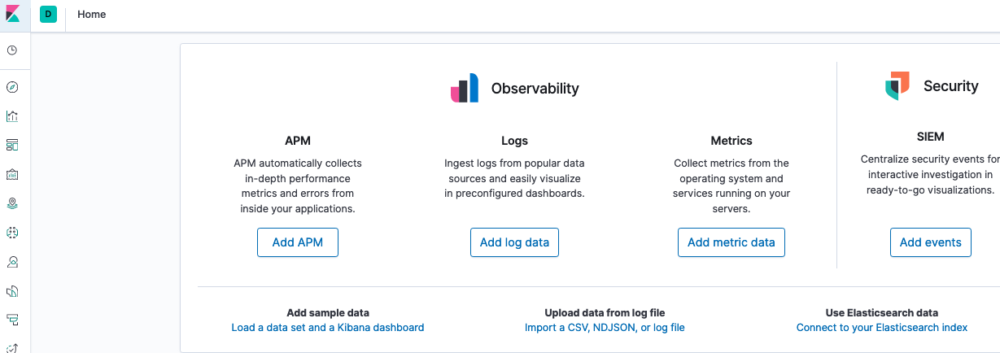 D
Home
Observability
Security
APM
APM automatically collects
in-depth performance
metrics and errors from
inside your applications.
Add APM
Logs
Ingest logs from popular data
sources and easily visualize
in preconfigured dashboards.
Add log data
Metrics
Collect metrics from the
operating system and
services running on your
servers.
Add metric data
SIEM
Centralize security events for
interactive investigation in
ready-to-go visualizations.
Add events
Add sample data
Load a data set and a Kibana dashboard
Upload data from log file
Import a CSV, NDJSON, or log file
Use Elasticsearch data
Connect to your Elasticsearch index